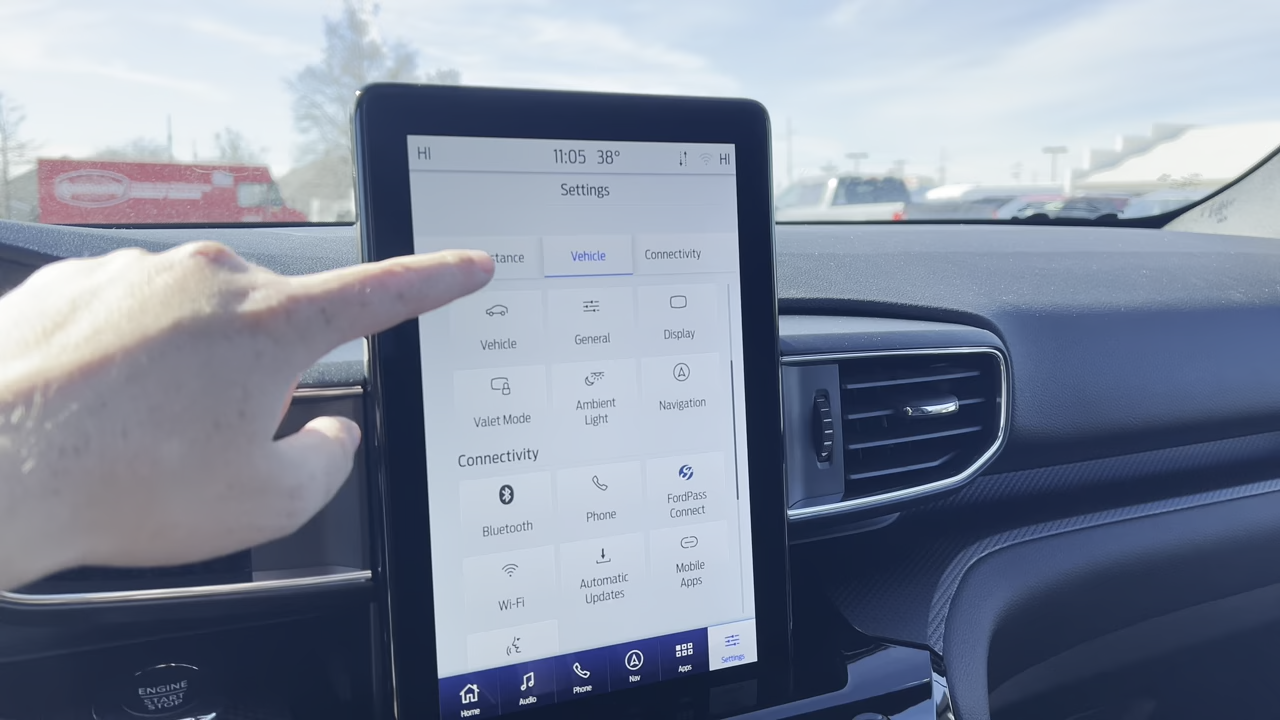 HI 11:05 38° HI
Settings
stance Vehicle Connectivity
Vehicle General Display
Valet Mode Ambient Light Navigation
Connectivity
Bluetooth Phone FordPass Connect
Wi-Fi Automatic Updates Mobile Apps
Home Audio Phone Nav Apps Settings
ENGINE
START
STOP